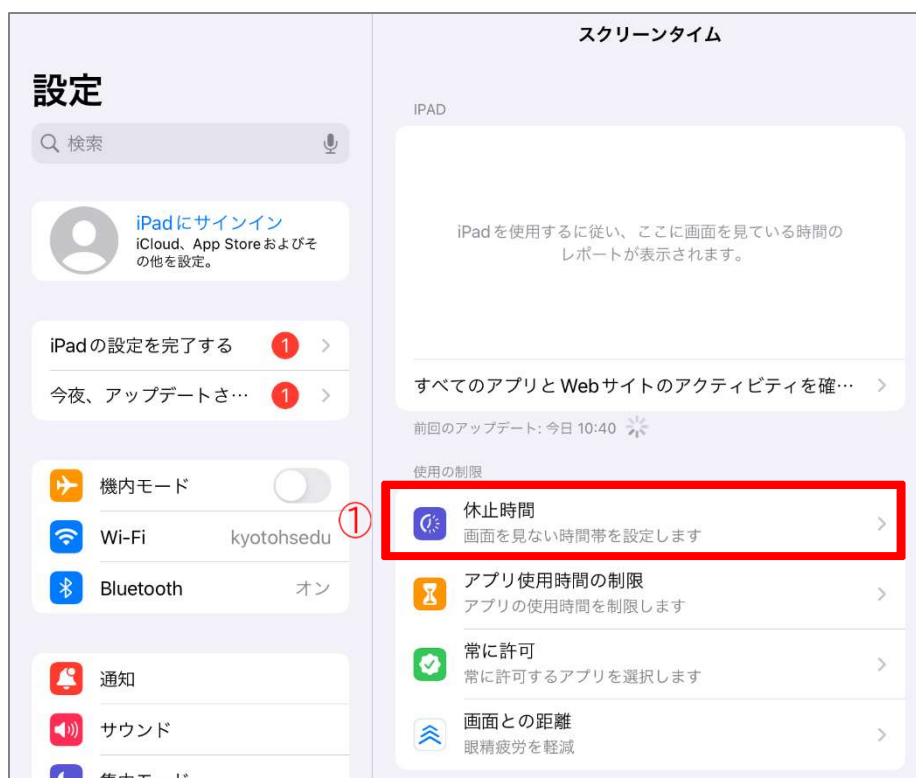 スクリーンタイム
設定
検索
iPadにサインイン
iCloud、App Storeおよびそ
の他を設定。
iPadの設定を完了する 1
今夜、アップデートさ… 1
機内モード
Wi-Fi kyotohsedu
Bluetooth オン
通知
サウンド
集中モード
IPAD
iPadを使用するに従い、ここに画面を見ている時間の
レポートが表示されます。
すべてのアプリとWebサイトのアクティビティを確…
前回のアップデート: 今日 10:40
使用の制限
①
休止時間
画面を見ない時間帯を設定します
アプリ使用時間の制限
アプリの使用時間を制限します
常に許可
常に許可するアプリを選択します
画面との距離
眼精疲労を軽減